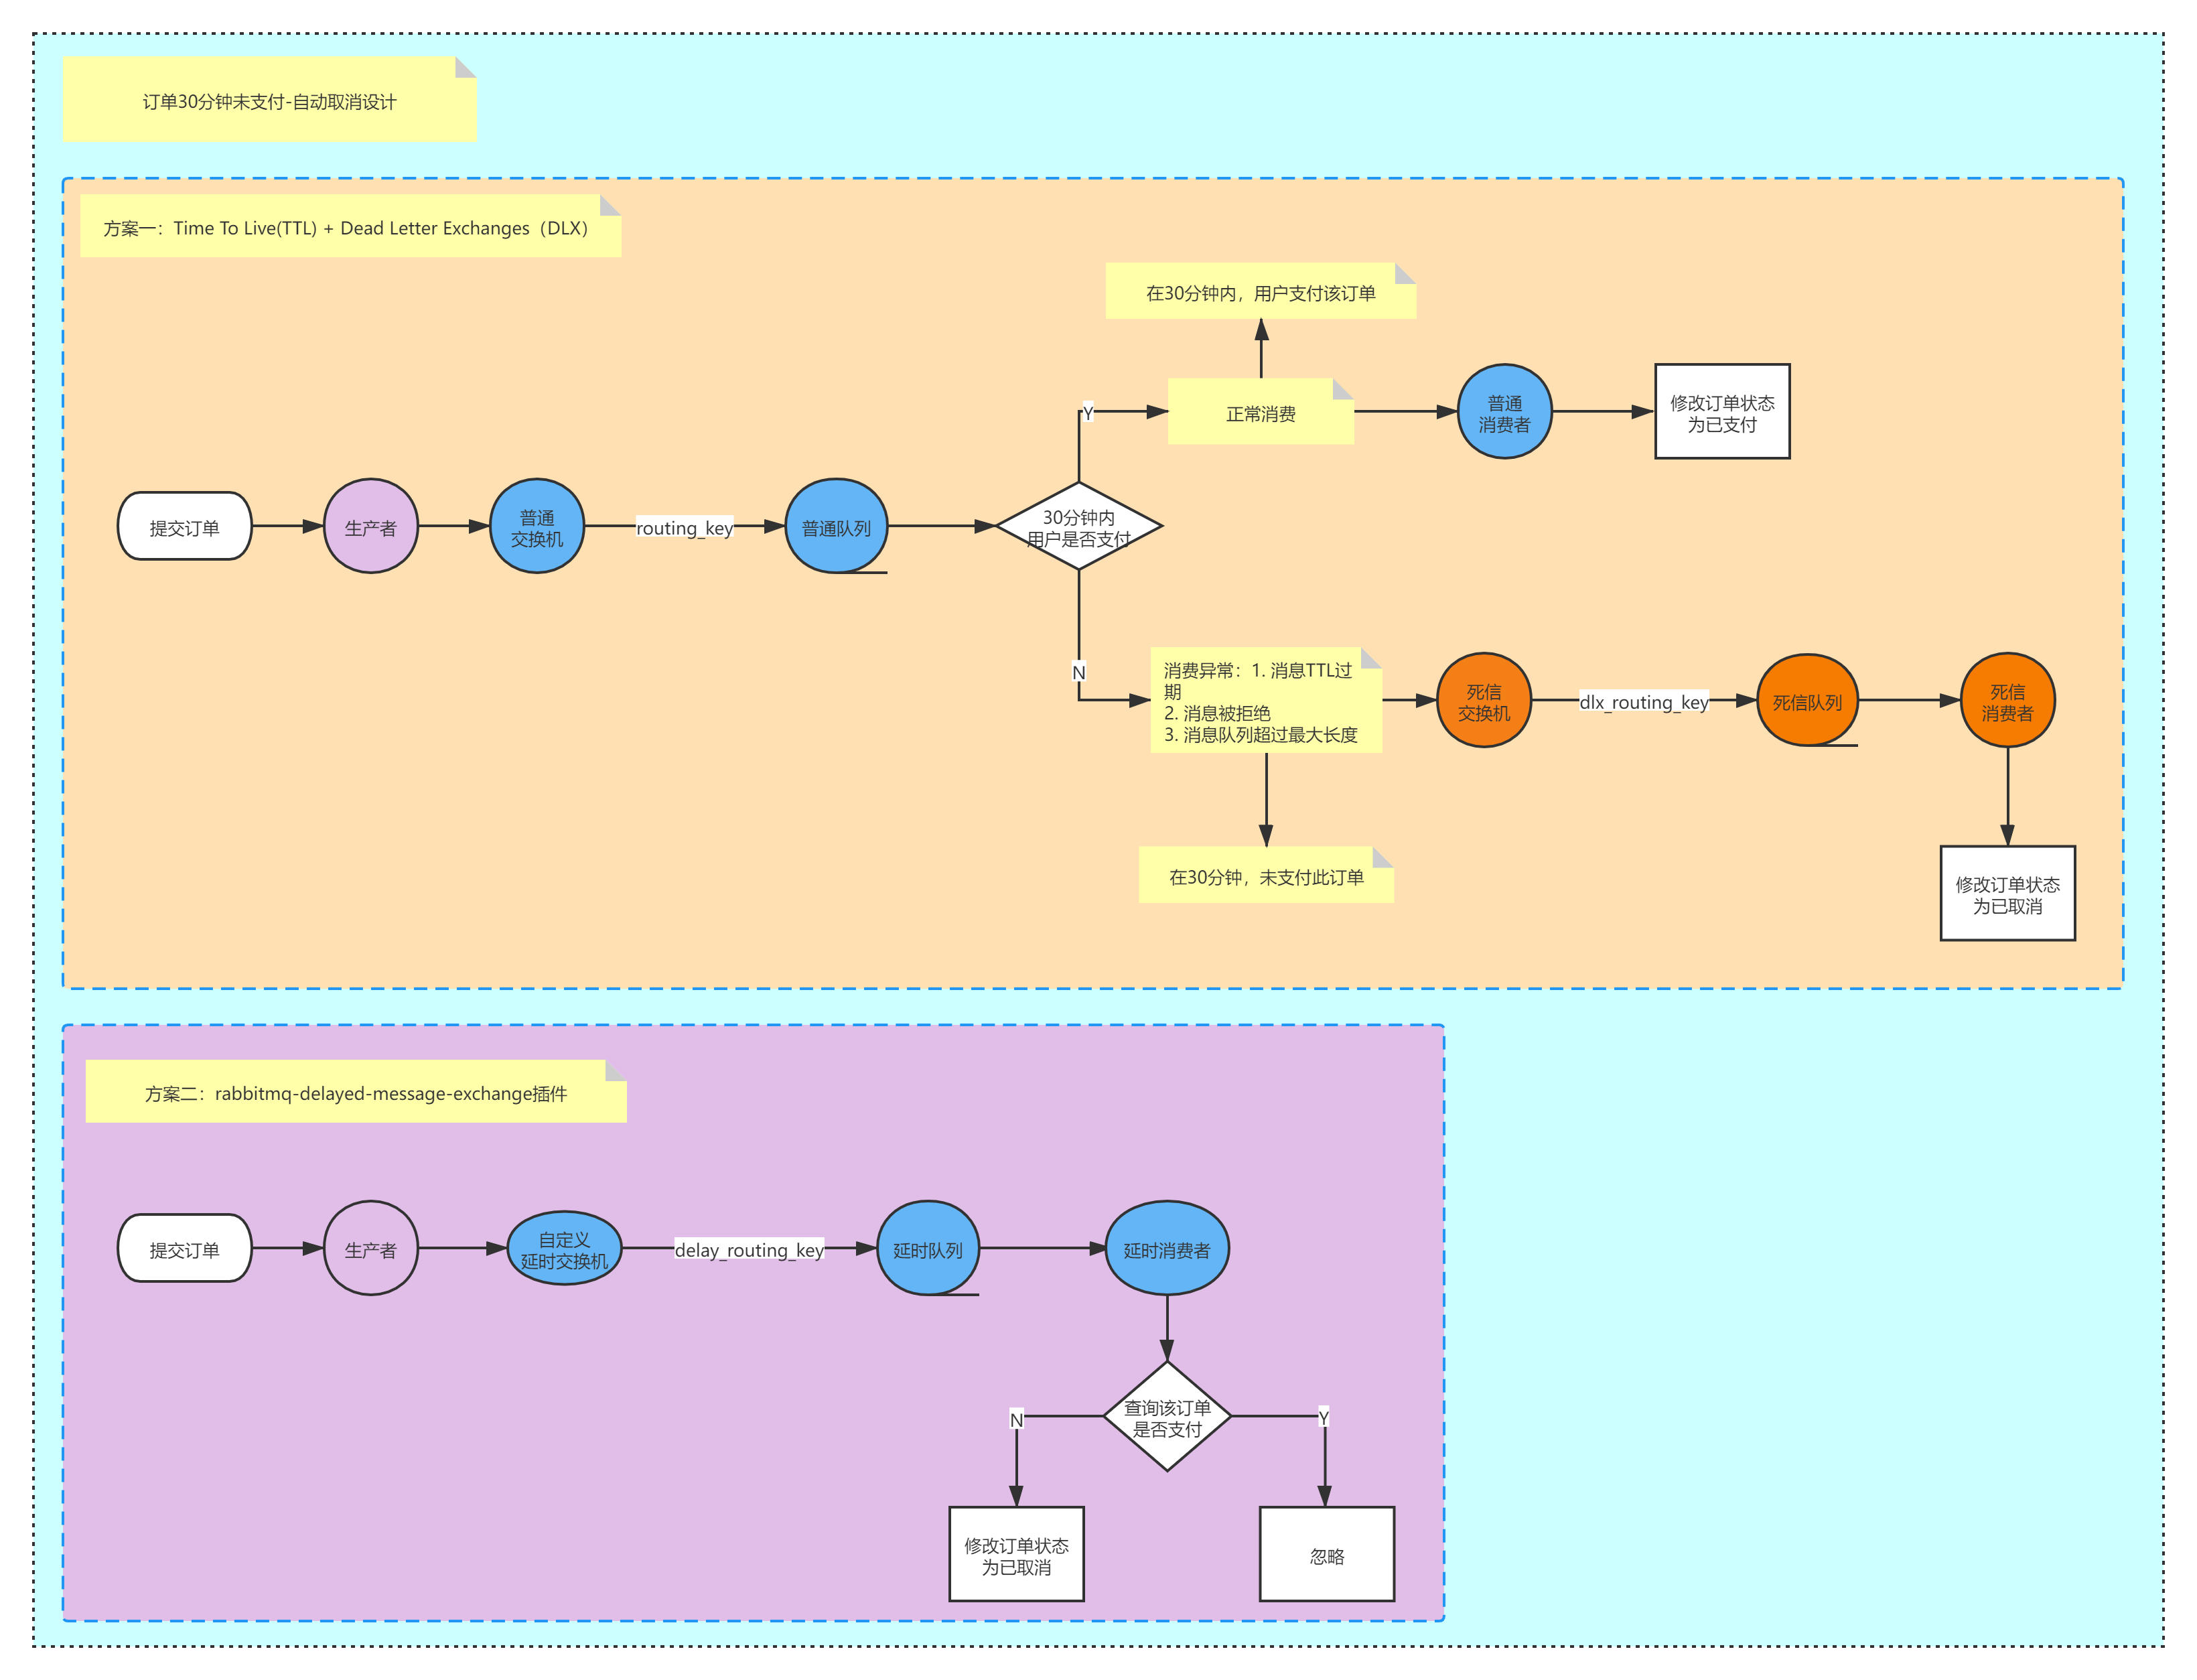 订单30分钟未支付-自动取消设计
方案一：Time To Live(TTL) + Dead Letter Exchanges（DLX）
在30分钟内，用户支付该订单
Y
正常消费
普通
消费者
修改订单状态
为已支付
提交订单
生产者
普通
交换机
routing_key
普通队列
30分钟内
用户是否支付
N
消费异常：1. 消息TTL过
期
2. 消息被拒绝
3. 消息队列超过最大长度
死信
交换机
dlx_routing_key
死信队列
死信
消费者
在30分钟，未支付此订单
修改订单状态
为已取消
方案二：rabbitmq-delayed-message-exchange插件
提交订单
生产者
自定义
延时交换机
delay_routing_key
延时队列
延时消费者
查询该订单
是否支付
N
Y
修改订单状态
为已取消
忽略